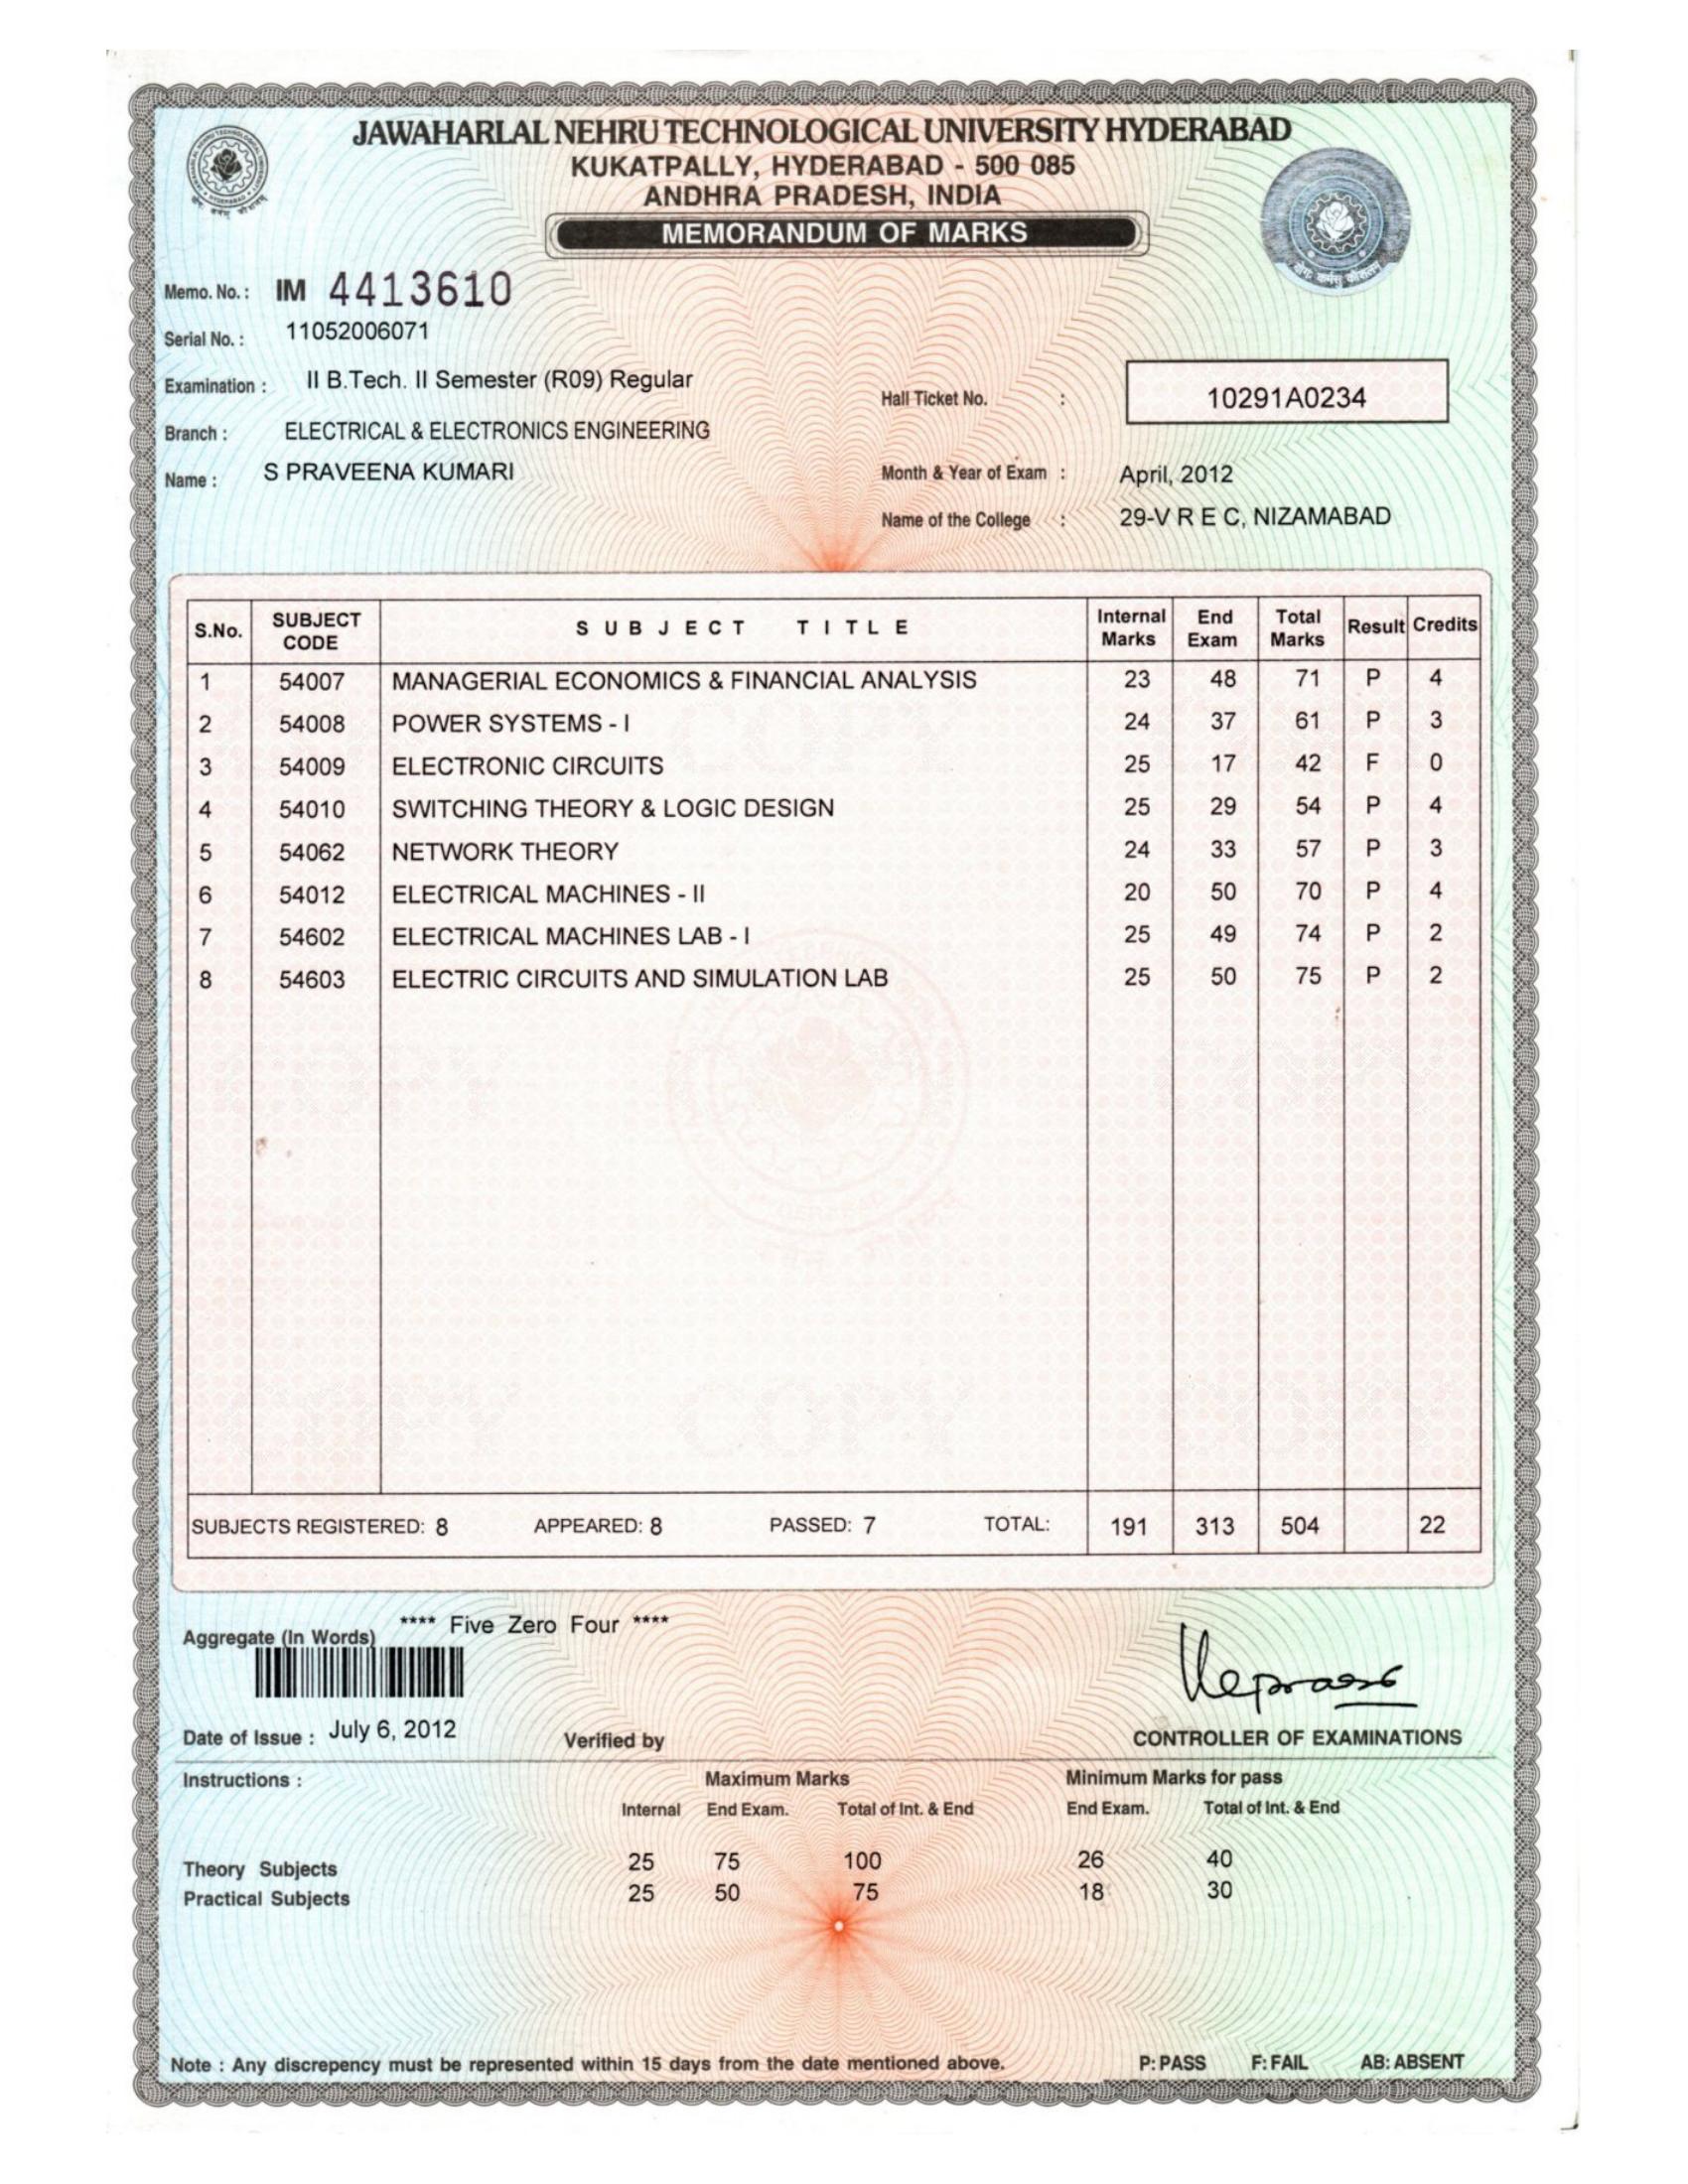 JAWAHARLAL NEHRU TECHNOLOGICAL UNIVERSITY HYDERABAD
KUKATPALLY, HYDERABAD - 500 085
ANDHRA PRADESH, INDIA
MEMORANDUM OF MARKS
Memo. No. : IM 4413610
Serial No. : 11052006071
Examination : II B.Tech. II Semester (R09) Regular
Hall Ticket No. : 10291A0234
Branch : ELECTRICAL & ELECTRONICS ENGINEERING
Name : S PRAVEENA KUMARI
Month & Year of Exam : April, 2012
Name of the College : 29-V R E C, NIZAMABAD
S.No. SUBJECT CODE SUBJECT TITLE Internal Marks End Exam Total Marks Result Credits
1 54007 MANAGERIAL ECONOMICS & FINANCIAL ANALYSIS 23 48 71 P 4
2 54008 POWER SYSTEMS - I 24 37 61 P 3
3 54009 ELECTRONIC CIRCUITS 25 17 42 F 0
4 54010 SWITCHING THEORY & LOGIC DESIGN 25 29 54 P 4
5 54062 NETWORK THEORY 24 33 57 P 3
6 54012 ELECTRICAL MACHINES - II 20 50 70 P 4
7 54602 ELECTRICAL MACHINES LAB - I 25 49 74 P 2
8 54603 ELECTRIC CIRCUITS AND SIMULATION LAB 25 50 75 P 2
SUBJECTS REGISTERED: 8 APPEARED: 8 PASSED: 7 TOTAL: 191 313 504 22
Aggregate (In Words) **** Five Zero Four ****
Date of Issue : July 6, 2012 Verified by CONTROLLER OF EXAMINATIONS
Instructions : Maximum Marks Minimum Marks for pass
Internal End Exam. Total of Int. & End End Exam. Total of Int. & End
Theory Subjects 25 75 100 26 40
Practical Subjects 25 50 75 18 30
Note : Any discrepency must be represented within 15 days from the date mentioned above. P: PASS F: FAIL AB: ABSENT